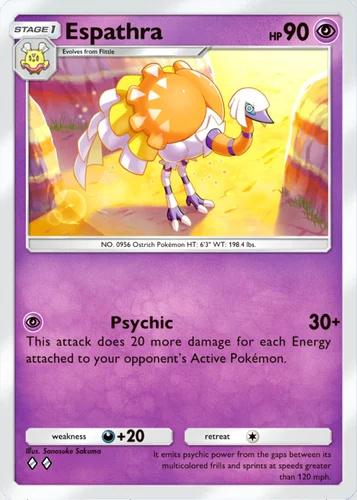 STAGE 1
Espathra
HP 90
Evolves from Flittle
NO. 0956 Ostrich Pokémon HT: 6'3" WT: 198.4 lbs.
Psychic 30+
This attack does 20 more damage for each Energy
attached to your opponent's Active Pokémon.
weakness +20 retreat
Illus. Sanosuke Sakuma
It emits psychic power from the gaps between its
multicolored frills and sprints at speeds greater
than 120 mph.